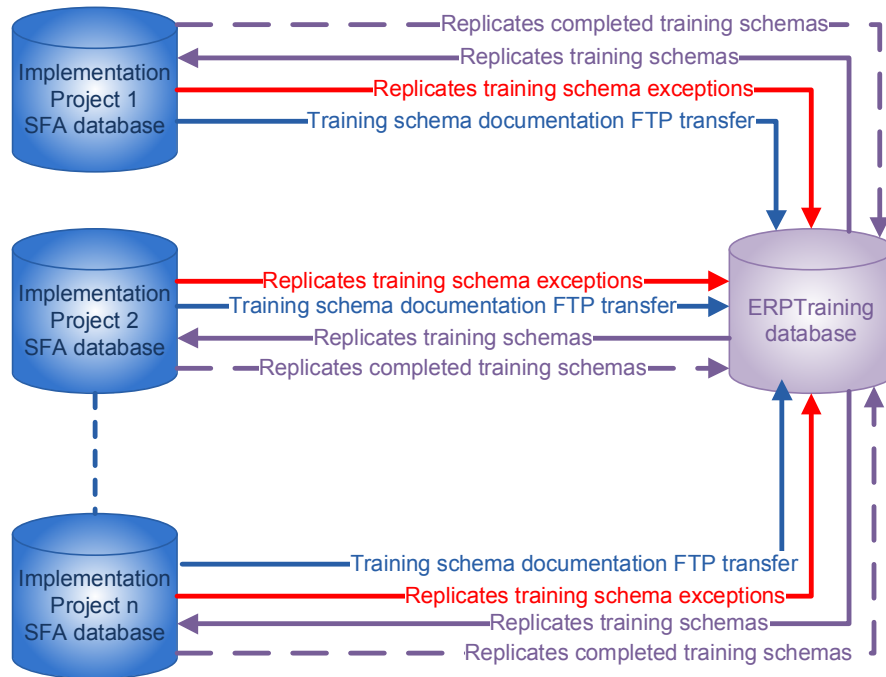 Replicates completed training schemas
Replicates training schemas
Replicates training schema exceptions
Training schema documentation FTP transfer
Implementation
Project 1
SFA database
Implementation
Project 2
SFA database
Replicates training schema exceptions
Training schema documentation FTP transfer
Replicates training schemas
Replicates completed training schemas
ERPTraining
database
Implementation
Project n
SFA database
Training schema documentation FTP transfer
Replicates training schema exceptions
Replicates training schemas
Replicates completed training schemas